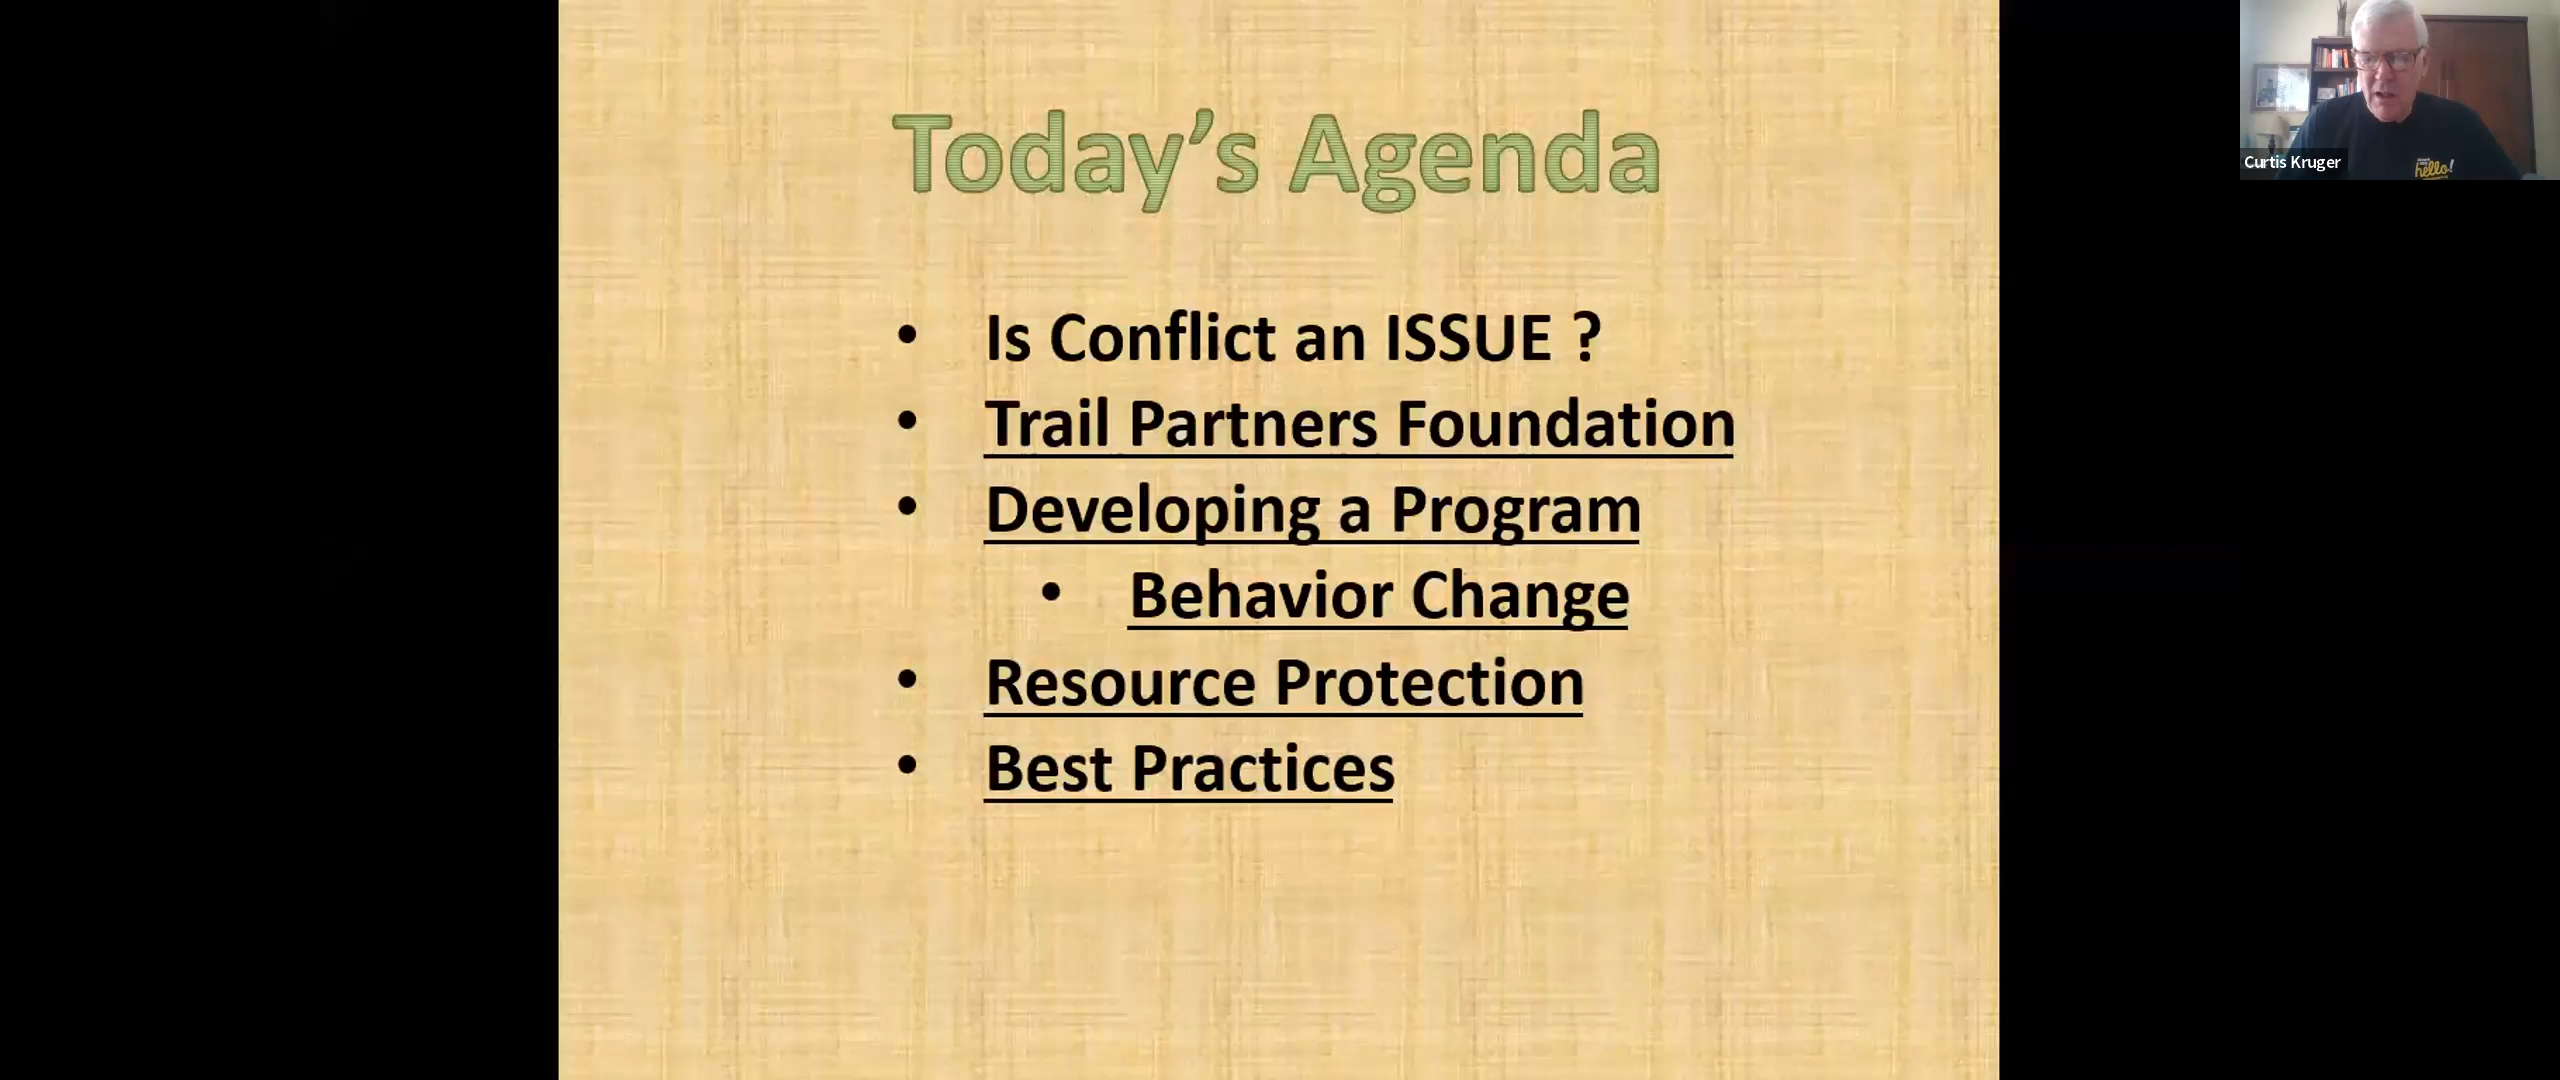 Today’s Agenda
• Is Conflict an ISSUE ?
• Trail Partners Foundation
• Developing a Program
• Behavior Change
• Resource Protection
• Best Practices
Curtis Kruger
hello!